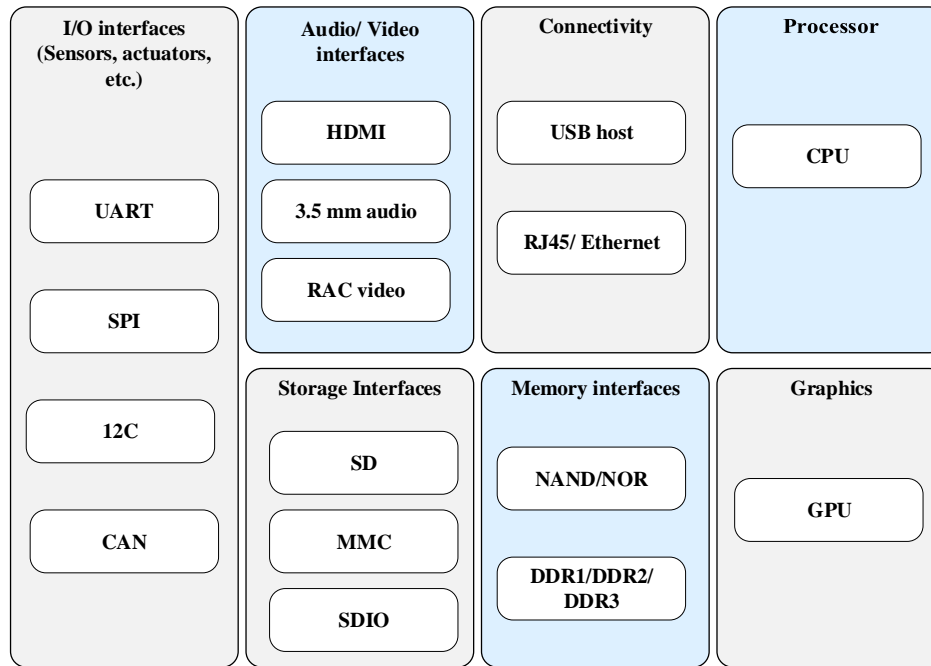 I/O interfaces
(Sensors, actuators,
etc.)
UART
SPI
12C
CAN
Audio/ Video
interfaces
HDMI
3.5 mm audio
RAC video
Connectivity
USB host
RJ45/ Ethernet
Processor
CPU
Storage Interfaces
SD
MMC
SDIO
Memory interfaces
NAND/NOR
DDR1/DDR2/
DDR3
Graphics
GPU